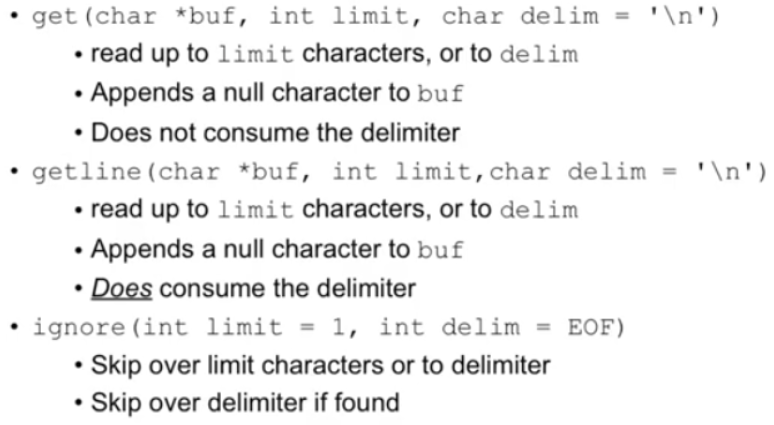 • get(char *buf, int limit, char delim = '\n')
• read up to limit characters, or to delim
• Appends a null character to buf
• Does not consume the delimiter
• getline(char *buf, int limit,char delim = '\n')
• read up to limit characters, or to delim
• Appends a null character to buf
• Does consume the delimiter
• ignore(int limit = 1, int delim = EOF)
• Skip over limit characters or to delimiter
• Skip over delimiter if found